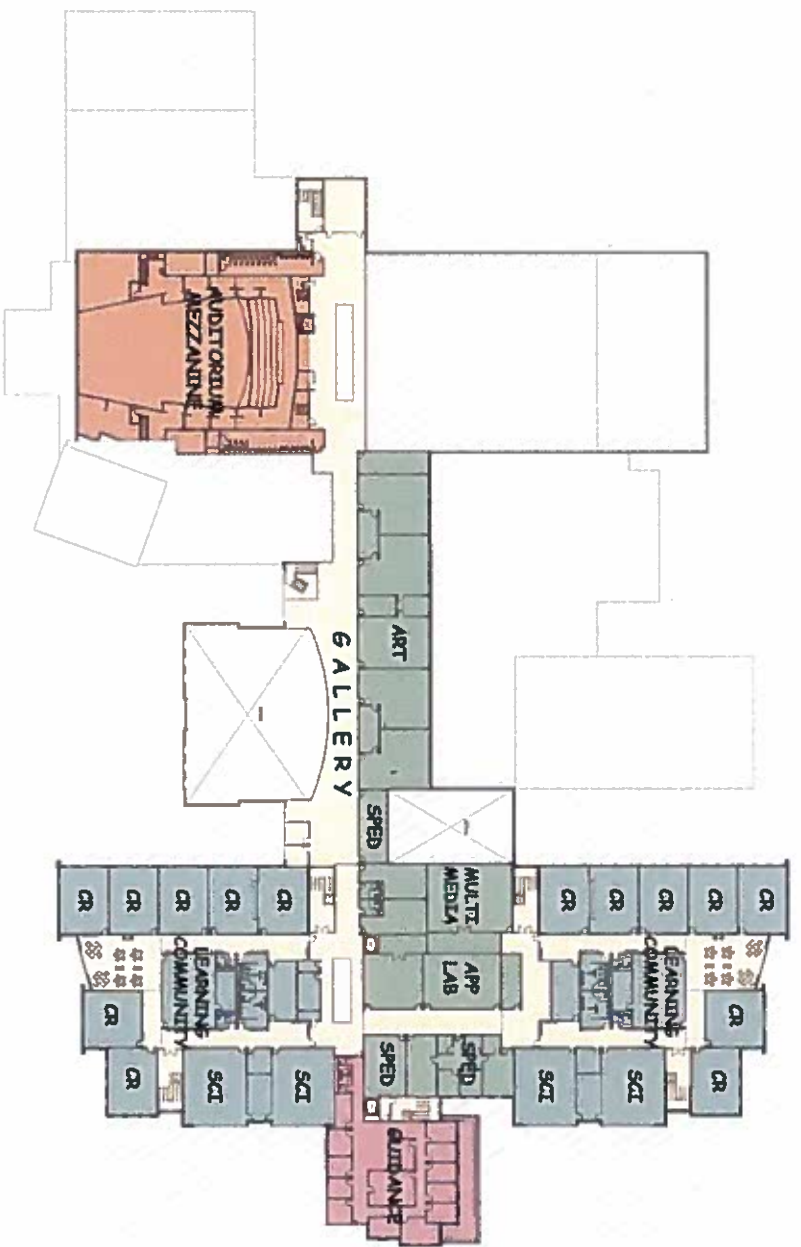 AUDITORIUM
MEZZANINE
GALLERY
ART
SPED
MULTI
MEDIA
APP
LAB
SPED
SPED
GUIDANCE
CR
CR
CR
CR
CR
LEARNING
COMMUNITY
CR
CR
SCI
SCI
CR
CR
CR
CR
CR
LEARNING
COMMUNITY
CR
CR
SCI
SCI